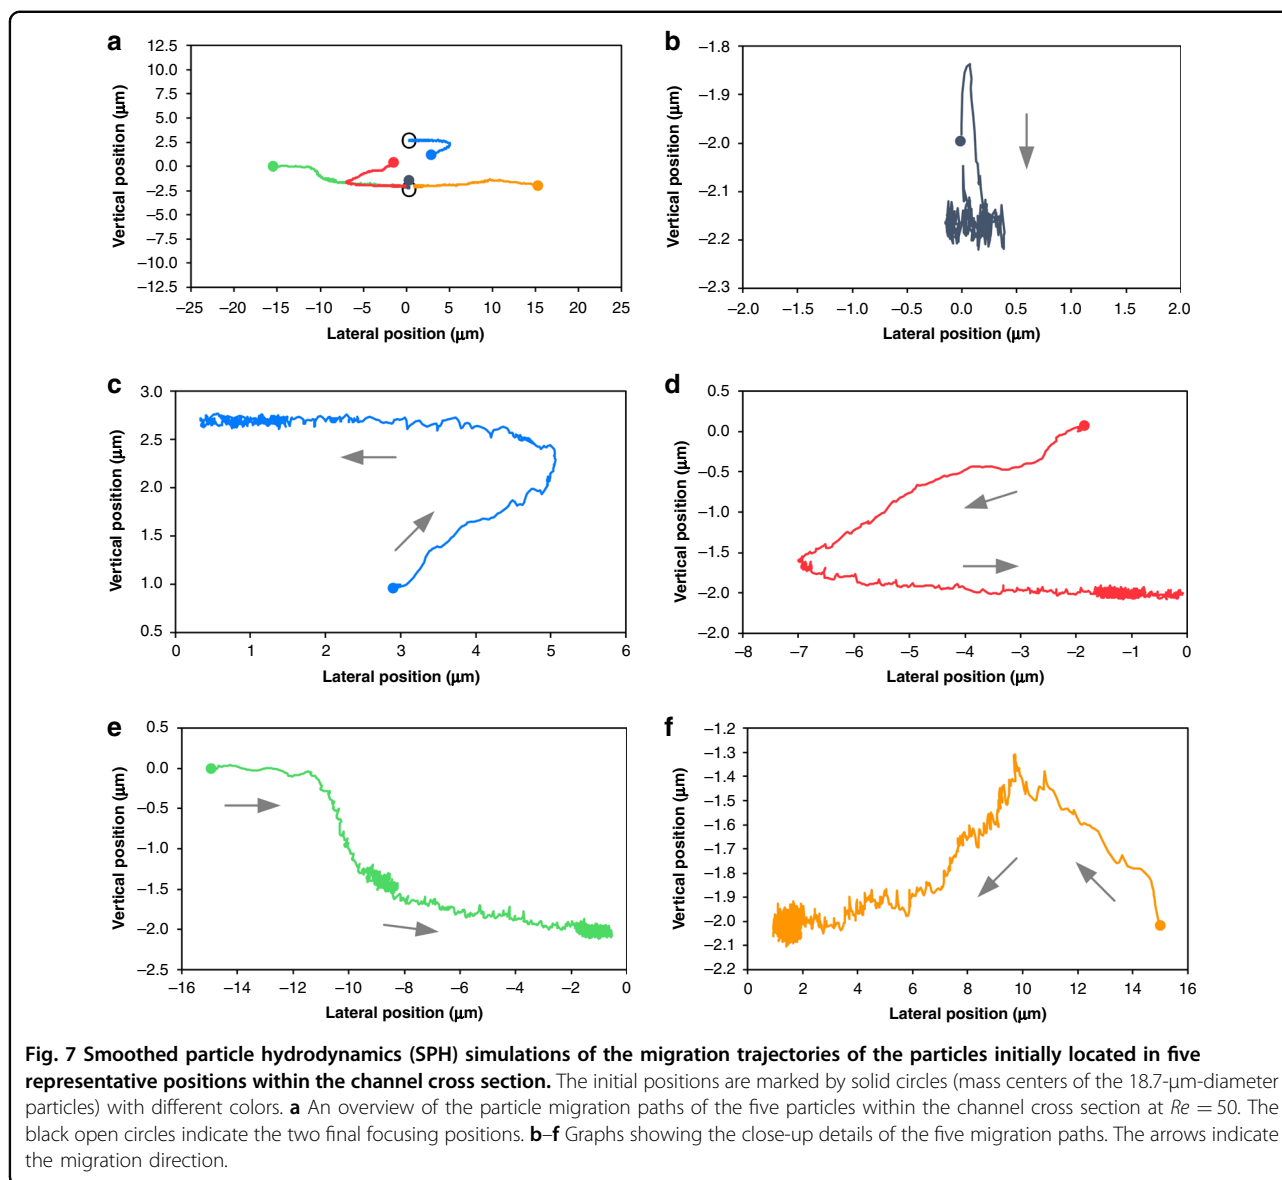 a
12.5
10.0
7.5
5.0
2.5
0.0
–2.5
–5.0
–7.5
–10.0
–12.5
Vertical position (μm)
–25 –20 –15 –10 –5 0 5 10 15 20 25
Lateral position (μm)
b
–1.8
–1.9
–2.0
–2.1
–2.2
–2.3
Vertical position (μm)
–2.0 –1.5 –1.0 –0.5 0.0 0.5 1.0 1.5 2.0
Lateral position (μm)
c
3.0
2.5
2.0
1.5
1.0
0.5
Vertical position (μm)
0 1 2 3 4 5 6
Lateral position (μm)
d
0.5
0.0
–0.5
–1.0
–1.5
–2.0
–2.0
Vertical position (μm)
–8 –7 –6 –5 –4 –3 –2 –1 0
Lateral position (μm)
e
0.5
0.0
–0.5
–1.0
–1.5
–2.0
–2.5
Vertical position (μm)
–16 –14 –12 –10 –8 –6 –4 –2 0
Lateral position (μm)
f
–1.2
–1.3
–1.4
–1.5
–1.6
–1.7
–1.8
–1.9
–2.0
–2.1
–2.2
Vertical position (μm)
0 2 4 6 8 10 12 14 16
Lateral position (μm)
Fig. 7 Smoothed particle hydrodynamics (SPH) simulations of the migration trajectories of the particles initially located in five
representative positions within the channel cross section. The initial positions are marked by solid circles (mass centers of the 18.7-μm-diameter
particles) with different colors. a An overview of the particle migration paths of the five particles within the channel cross section at Re = 50. The
black open circles indicate the two final focusing positions. b–f Graphs showing the close-up details of the five migration paths. The arrows indicate
the migration direction.